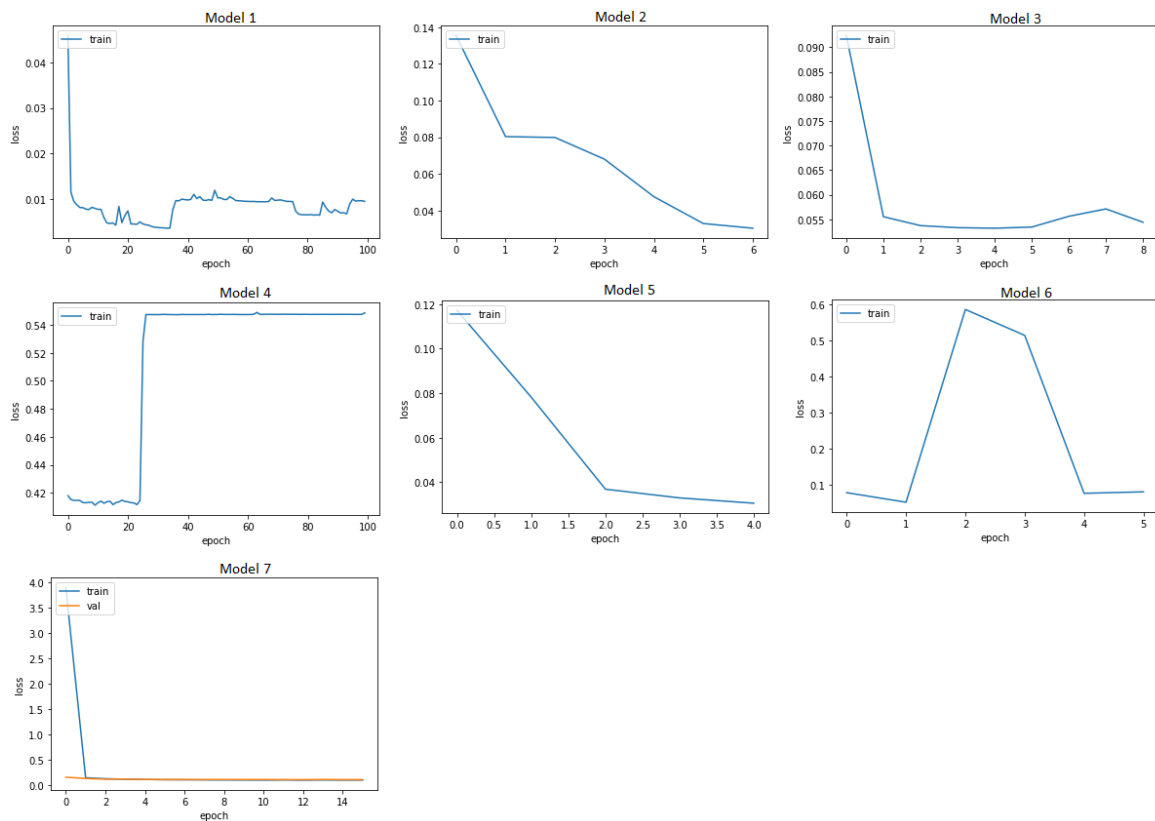 Model 1
train
loss
0.04
0.03
0.02
0.01
0 20 40 60 80 100
epoch
Model 2
train
loss
0.14
0.12
0.10
0.08
0.06
0.04
0 1 2 3 4 5 6
epoch
Model 3
train
loss
0.090
0.085
0.080
0.075
0.070
0.065
0.060
0.055
0 1 2 3 4 5 6 7 8
epoch
Model 4
train
loss
0.54
0.52
0.50
0.48
0.46
0.44
0.42
0 20 40 60 80 100
epoch
Model 5
train
loss
0.12
0.10
0.08
0.06
0.04
0.0 0.5 1.0 1.5 2.0 2.5 3.0 3.5 4.0
epoch
Model 6
train
loss
0.6
0.5
0.4
0.3
0.2
0.1
0 1 2 3 4 5
epoch
Model 7
train
val
loss
4.0
3.5
3.0
2.5
2.0
1.5
1.0
0.5
0.0
0 2 4 6 8 10 12 14
epoch